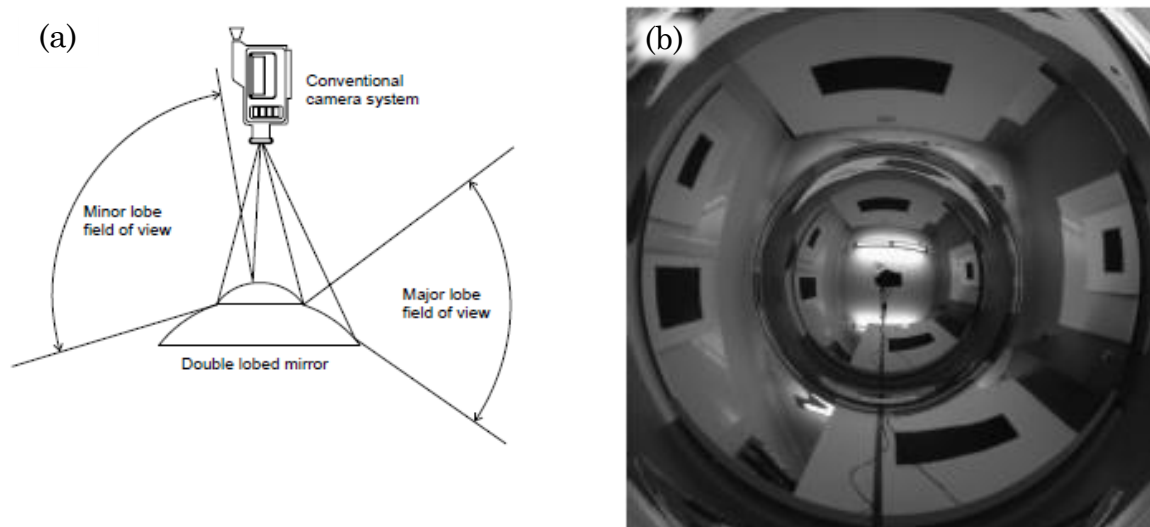 (a)
Conventional
camera system
Minor lobe
field of view
Major lobe
field of view
Double lobed mirror
(b)